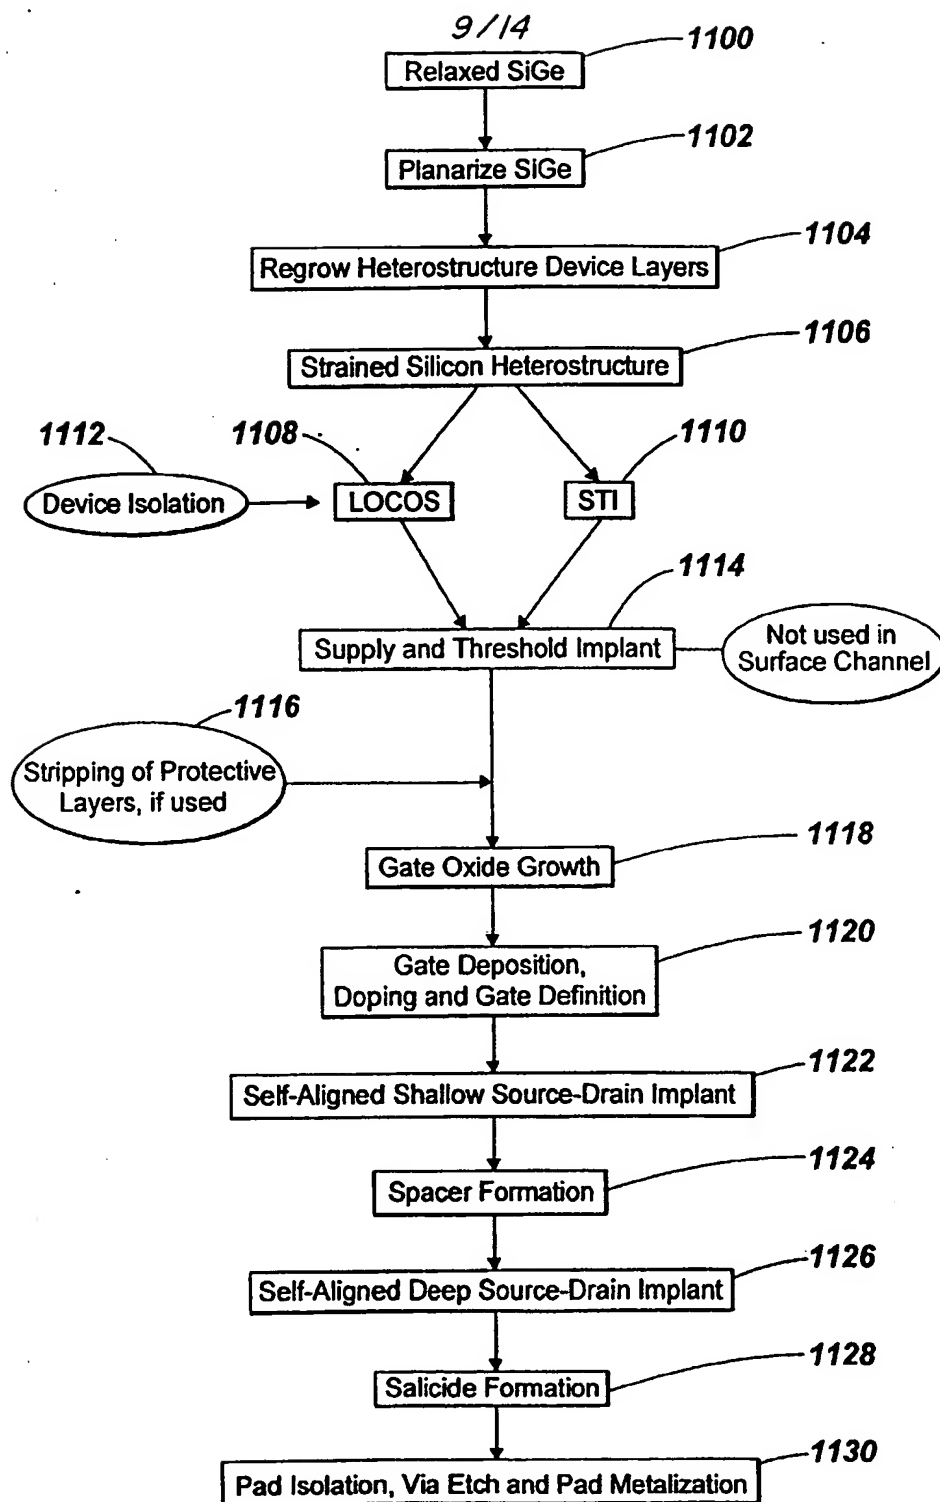 9/14
1100
Relaxed SiGe
1102
Planarize SiGe
1104
Regrow Heterostructure Device Layers
1106
Strained Silicon Heterostructure
1112
1108
1110
Device Isolation
LOCOS
STI
1114
Supply and Threshold Implant
Not used in
Surface Channel
1116
Stripping of Protective
Layers, if used
1118
Gate Oxide Growth
1120
Gate Deposition,
Doping and Gate Definition
1122
Self-Aligned Shallow Source-Drain Implant
1124
Spacer Formation
1126
Self-Aligned Deep Source-Drain Implant
1128
Salicide Formation
1130
Pad Isolation, Via Etch and Pad Metalization